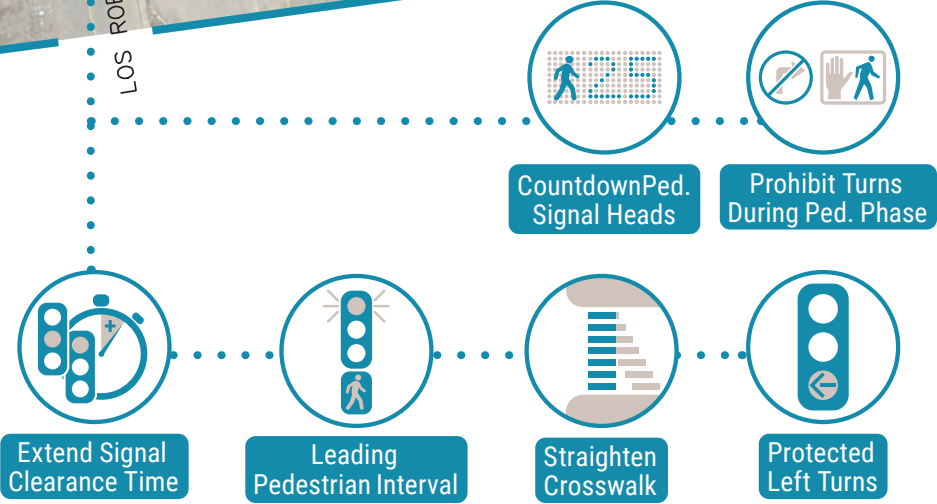 LOS
25
CountdownPed.
Signal Heads
Prohibit Turns
During Ped. Phase
Extend Signal
Clearance Time
Leading
Pedestrian Interval
Straighten
Crosswalk
Protected
Left Turns